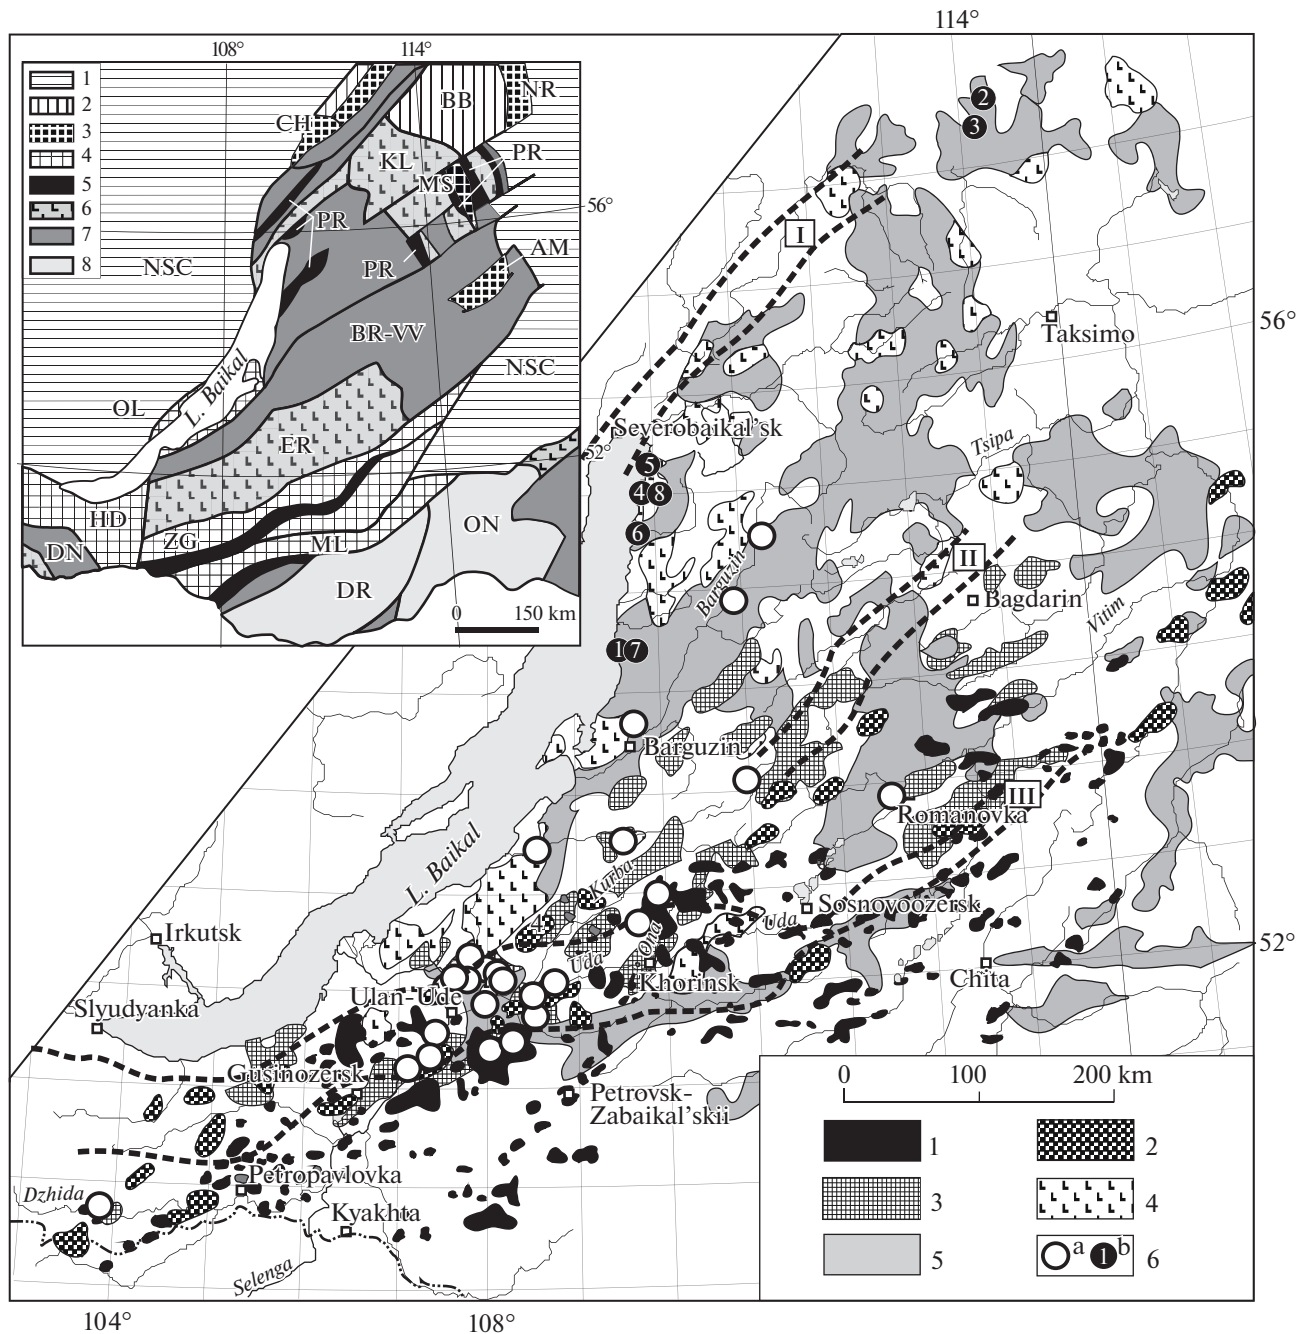 114°
108°
114°
1
2
3
4
5
6
7
8
CH
BB
NR
KL
MS
PR
PR
PR
56°
AM
NSC
BR-VV
NSC
OL
L. Baikal
ER
52°
HD
DN
ZG
ML
ON
DR
0
150 km
2
3
I
56°
Taksimo
Severobaikal'sk
Tsipa
5
4
8
6
Barguzin
II
Bagdarin
Vitim
1
7
Barguzin
III
Romanovka
L. Baikal
Kurba
Sosnovoozersk
Uda
Irkutsk
4
Ona
Uda
52°
Khorinsk
Chita
Slyudyanka
Ulan-Ude
Gusinozersk
Petrovsk-
Zabaikal'skii
Petropavlovka
Dzhida
Kyakhta
Selenga
0
100
200 km
1
2
3
4
5
a
1
b
6
104°
108°